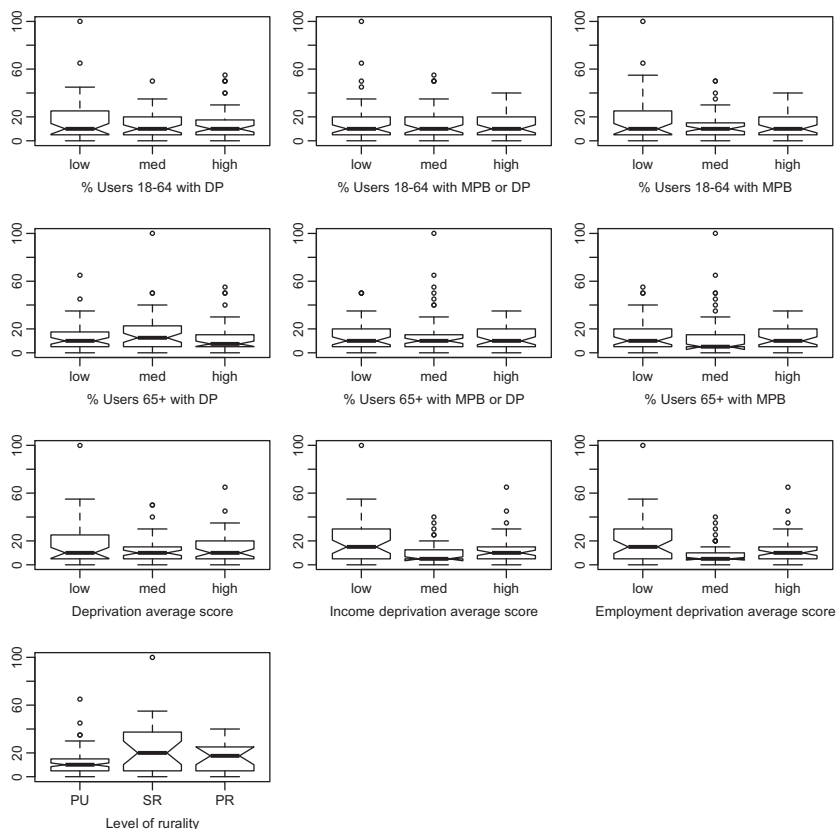 100
60
20
0
low med high
% Users 18-64 with DP
100
60
20
0
low med high
% Users 18-64 with MPB or DP
100
60
20
0
low med high
% Users 18-64 with MPB
100
60
20
0
low med high
% Users 65+ with DP
100
60
20
0
low med high
% Users 65+ with MPB or DP
100
60
20
0
low med high
% Users 65+ with MPB
100
60
20
0
low med high
Deprivation average score
100
60
20
0
low med high
Income deprivation average score
100
60
20
0
low med high
Employment deprivation average score
100
60
20
0
PU SR PR
Level of rurality